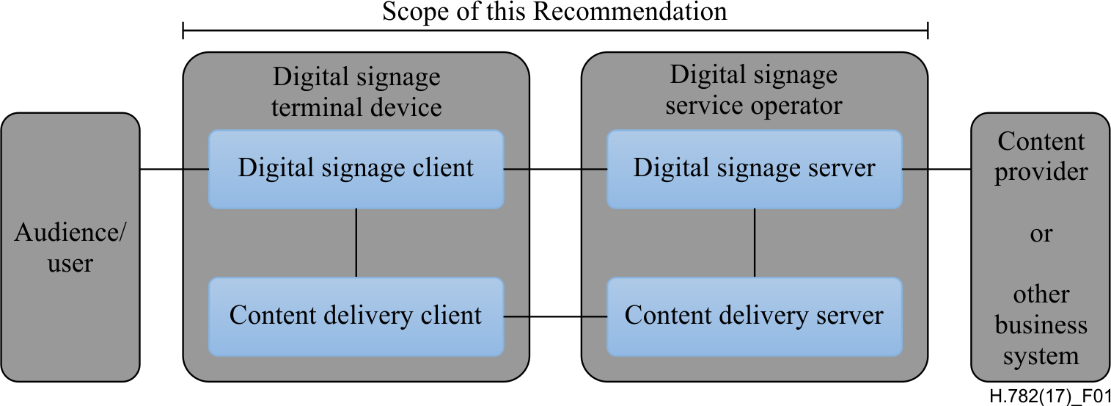 Scope of this Recommendation
Digital signage
terminal device
Digital signage
service operator
Audience/
user
Digital signage client
Content delivery client
Digital signage server
Content delivery server
Content
provider
or
other
business
system
H.782(17)_F01